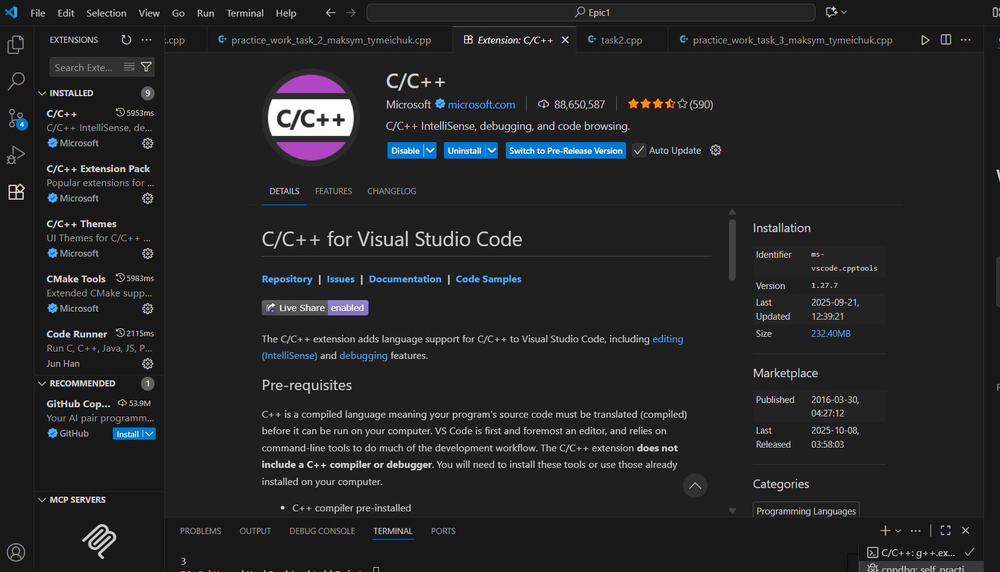 File Edit Selection View Go Run Terminal Help
Epic1
EXTENSIONS
Search Exte...
INSTALLED 9
C/C++ 5953ms
C/C++ IntelliSense, de...
Microsoft
C/C++ Extension Pack
Popular extensions for ...
Microsoft
C/C++ Themes
UI Themes for C/C++ ...
Microsoft
CMake Tools 5983ms
Extended CMake supp...
Microsoft
Code Runner 2115ms
Run C, C++, Java, JS, P...
Jun Han
RECOMMENDED 1
GitHub Cop... 53.9M
Your AI pair programm...
GitHub Install
MCP SERVERS
4
.cpp practice_work_task_2_maksym_tymeichuk.cpp Extension: C/C++ task2.cpp practice_work_task_3_maksym_tymeichuk.cpp
C/C++
C/C++
Microsoft microsoft.com 88,650,587 (590)
C/C++ IntelliSense, debugging, and code browsing.
Disable Uninstall Switch to Pre-Release Version Auto Update
DETAILS FEATURES CHANGELOG
C/C++ for Visual Studio Code
Repository | Issues | Documentation | Code Samples
Live Share enabled
The C/C++ extension adds language support for C/C++ to Visual Studio Code, including editing
(IntelliSense) and debugging features.
Pre-requisites
C++ is a compiled language meaning your program's source code must be translated (compiled)
before it can be run on your computer. VS Code is first and foremost an editor, and relies on
command-line tools to do much of the development workflow. The C/C++ extension does not
include a C++ compiler or debugger. You will need to install these tools or use those already
installed on your computer.
• C++ compiler pre-installed
Installation
Identifier ms-
vscode.cpptools
Version 1.27.7
Last 2025-09-21,
Updated 12:39:21
Size 232.40MB
Marketplace
Published 2016-03-30,
04:27:12
Last 2025-10-08,
Released 03:58:03
Categories
Programming Languages
PROBLEMS OUTPUT DEBUG CONSOLE TERMINAL PORTS
3
C/C++: g++.ex...
cppdbg: self_practi